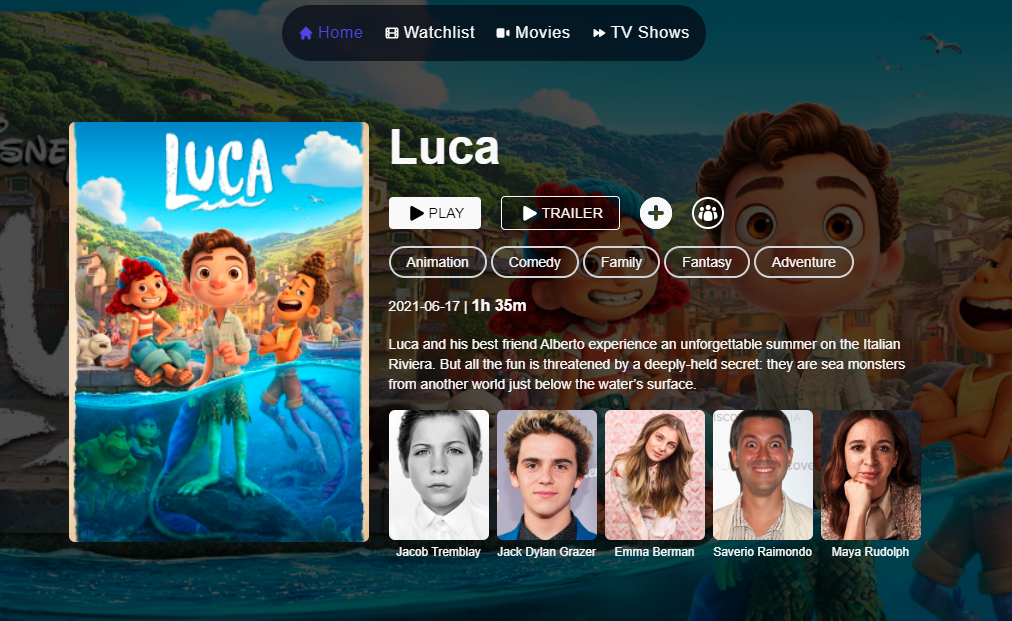 Home Watchlist Movies TV Shows
LUCA
Luca
PLAY TRAILER
Animation Comedy Family Fantasy Adventure
2021-06-17 | 1h 35m
Luca and his best friend Alberto experience an unforgettable summer on the Italian
Riviera. But all the fun is threatened by a deeply-held secret: they are sea monsters
from another world just below the water's surface.
Jacob Tremblay Jack Dylan Grazer Emma Berman Saverio Raimondo Maya Rudolph